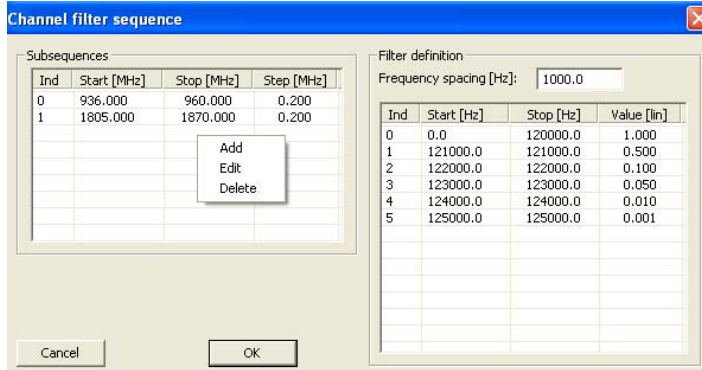 Channel filter sequence
Subsequences
Ind Start [MHz] Stop [MHz] Step [MHz]
0 936.000 960.000 0.200
1 1805.000 1870.000 0.200
Add
Edit
Delete
Cancel
OK
Filter definition
Frequency spacing [Hz]: 1000.0
Ind Start [Hz] Stop [Hz] Value [lin]
0 0.0 120000.0 1.000
1 121000.0 121000.0 0.500
2 122000.0 122000.0 0.100
3 123000.0 123000.0 0.050
4 124000.0 124000.0 0.010
5 125000.0 125000.0 0.001